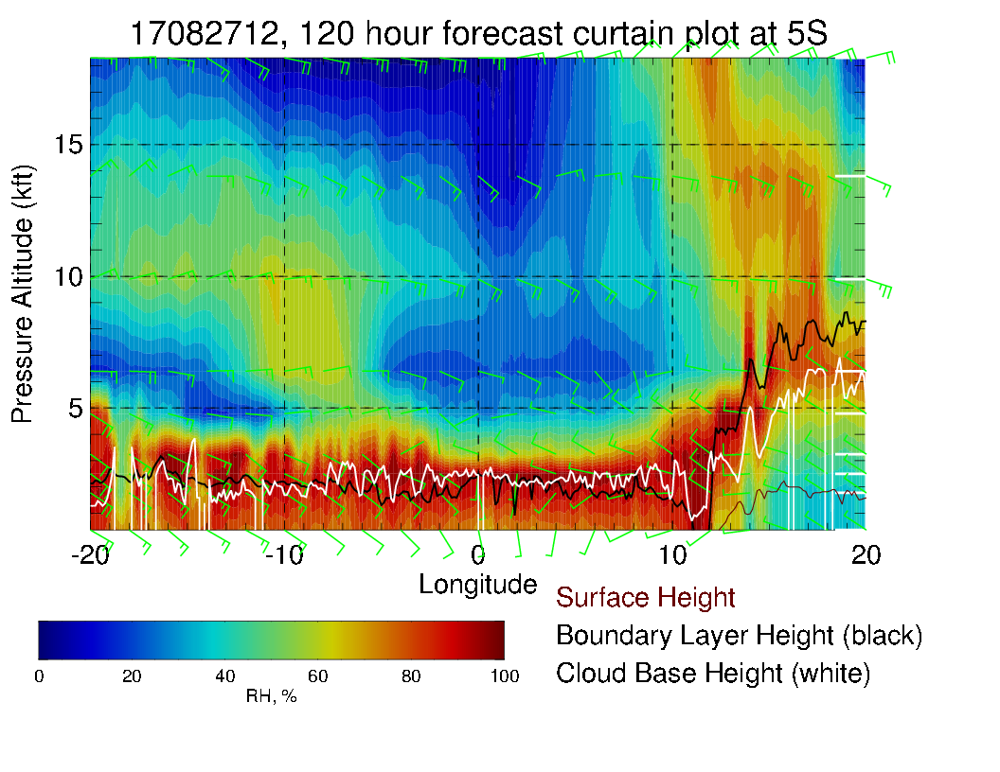 17082712, 120 hour forecast curtain plot at 5S
Pressure Altitude (kft)
15
10
5
-20 -10 0 10 20
Longitude
Surface Height
Boundary Layer Height (black)
Cloud Base Height (white)
0 20 40 60 80 100
RH, %